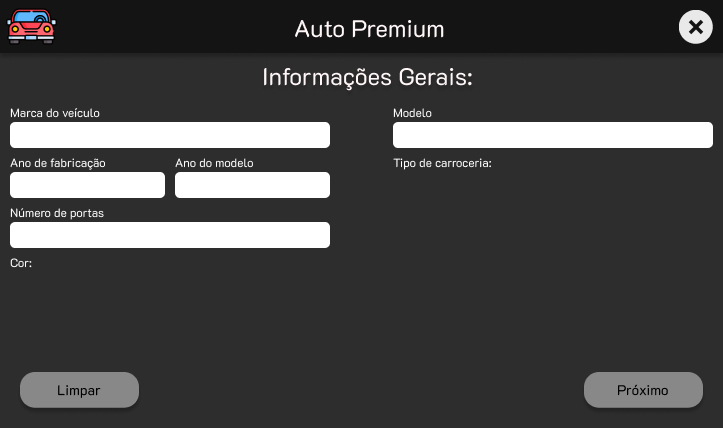 Auto Premium
Informações Gerais:
Marca do veículo
Modelo
Ano de fabricação
Ano do modelo
Tipo de carroceria:
Número de portas
Cor:
Limpar
Próximo